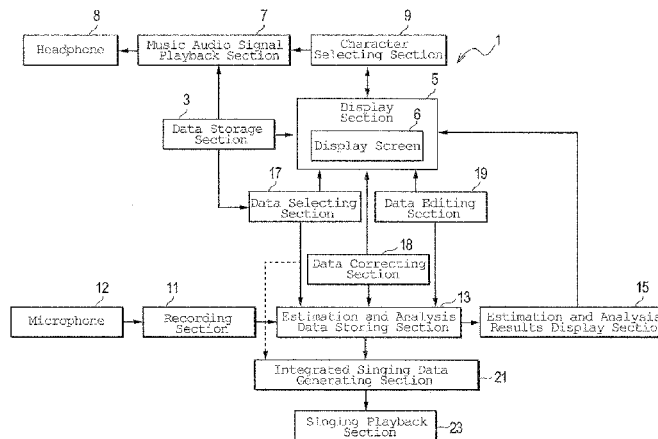 8
7
9
1
Headphone
Music Audio Signal
Playback Section
Character
Selecting Section
5
3
Display
Section
6
Display Screen
Data Storage
Section
17
19
Data Selecting
Section
Data Editing
Section
18
Data Correcting
Section
12
11
13
15
Microphone
Recording
Section
Estimation and Analysis
Data Storing Section
Estimation and Analysis
Results Display Section
Integrated Singing Data
Generating Section
21
Singing Playback
Section
23